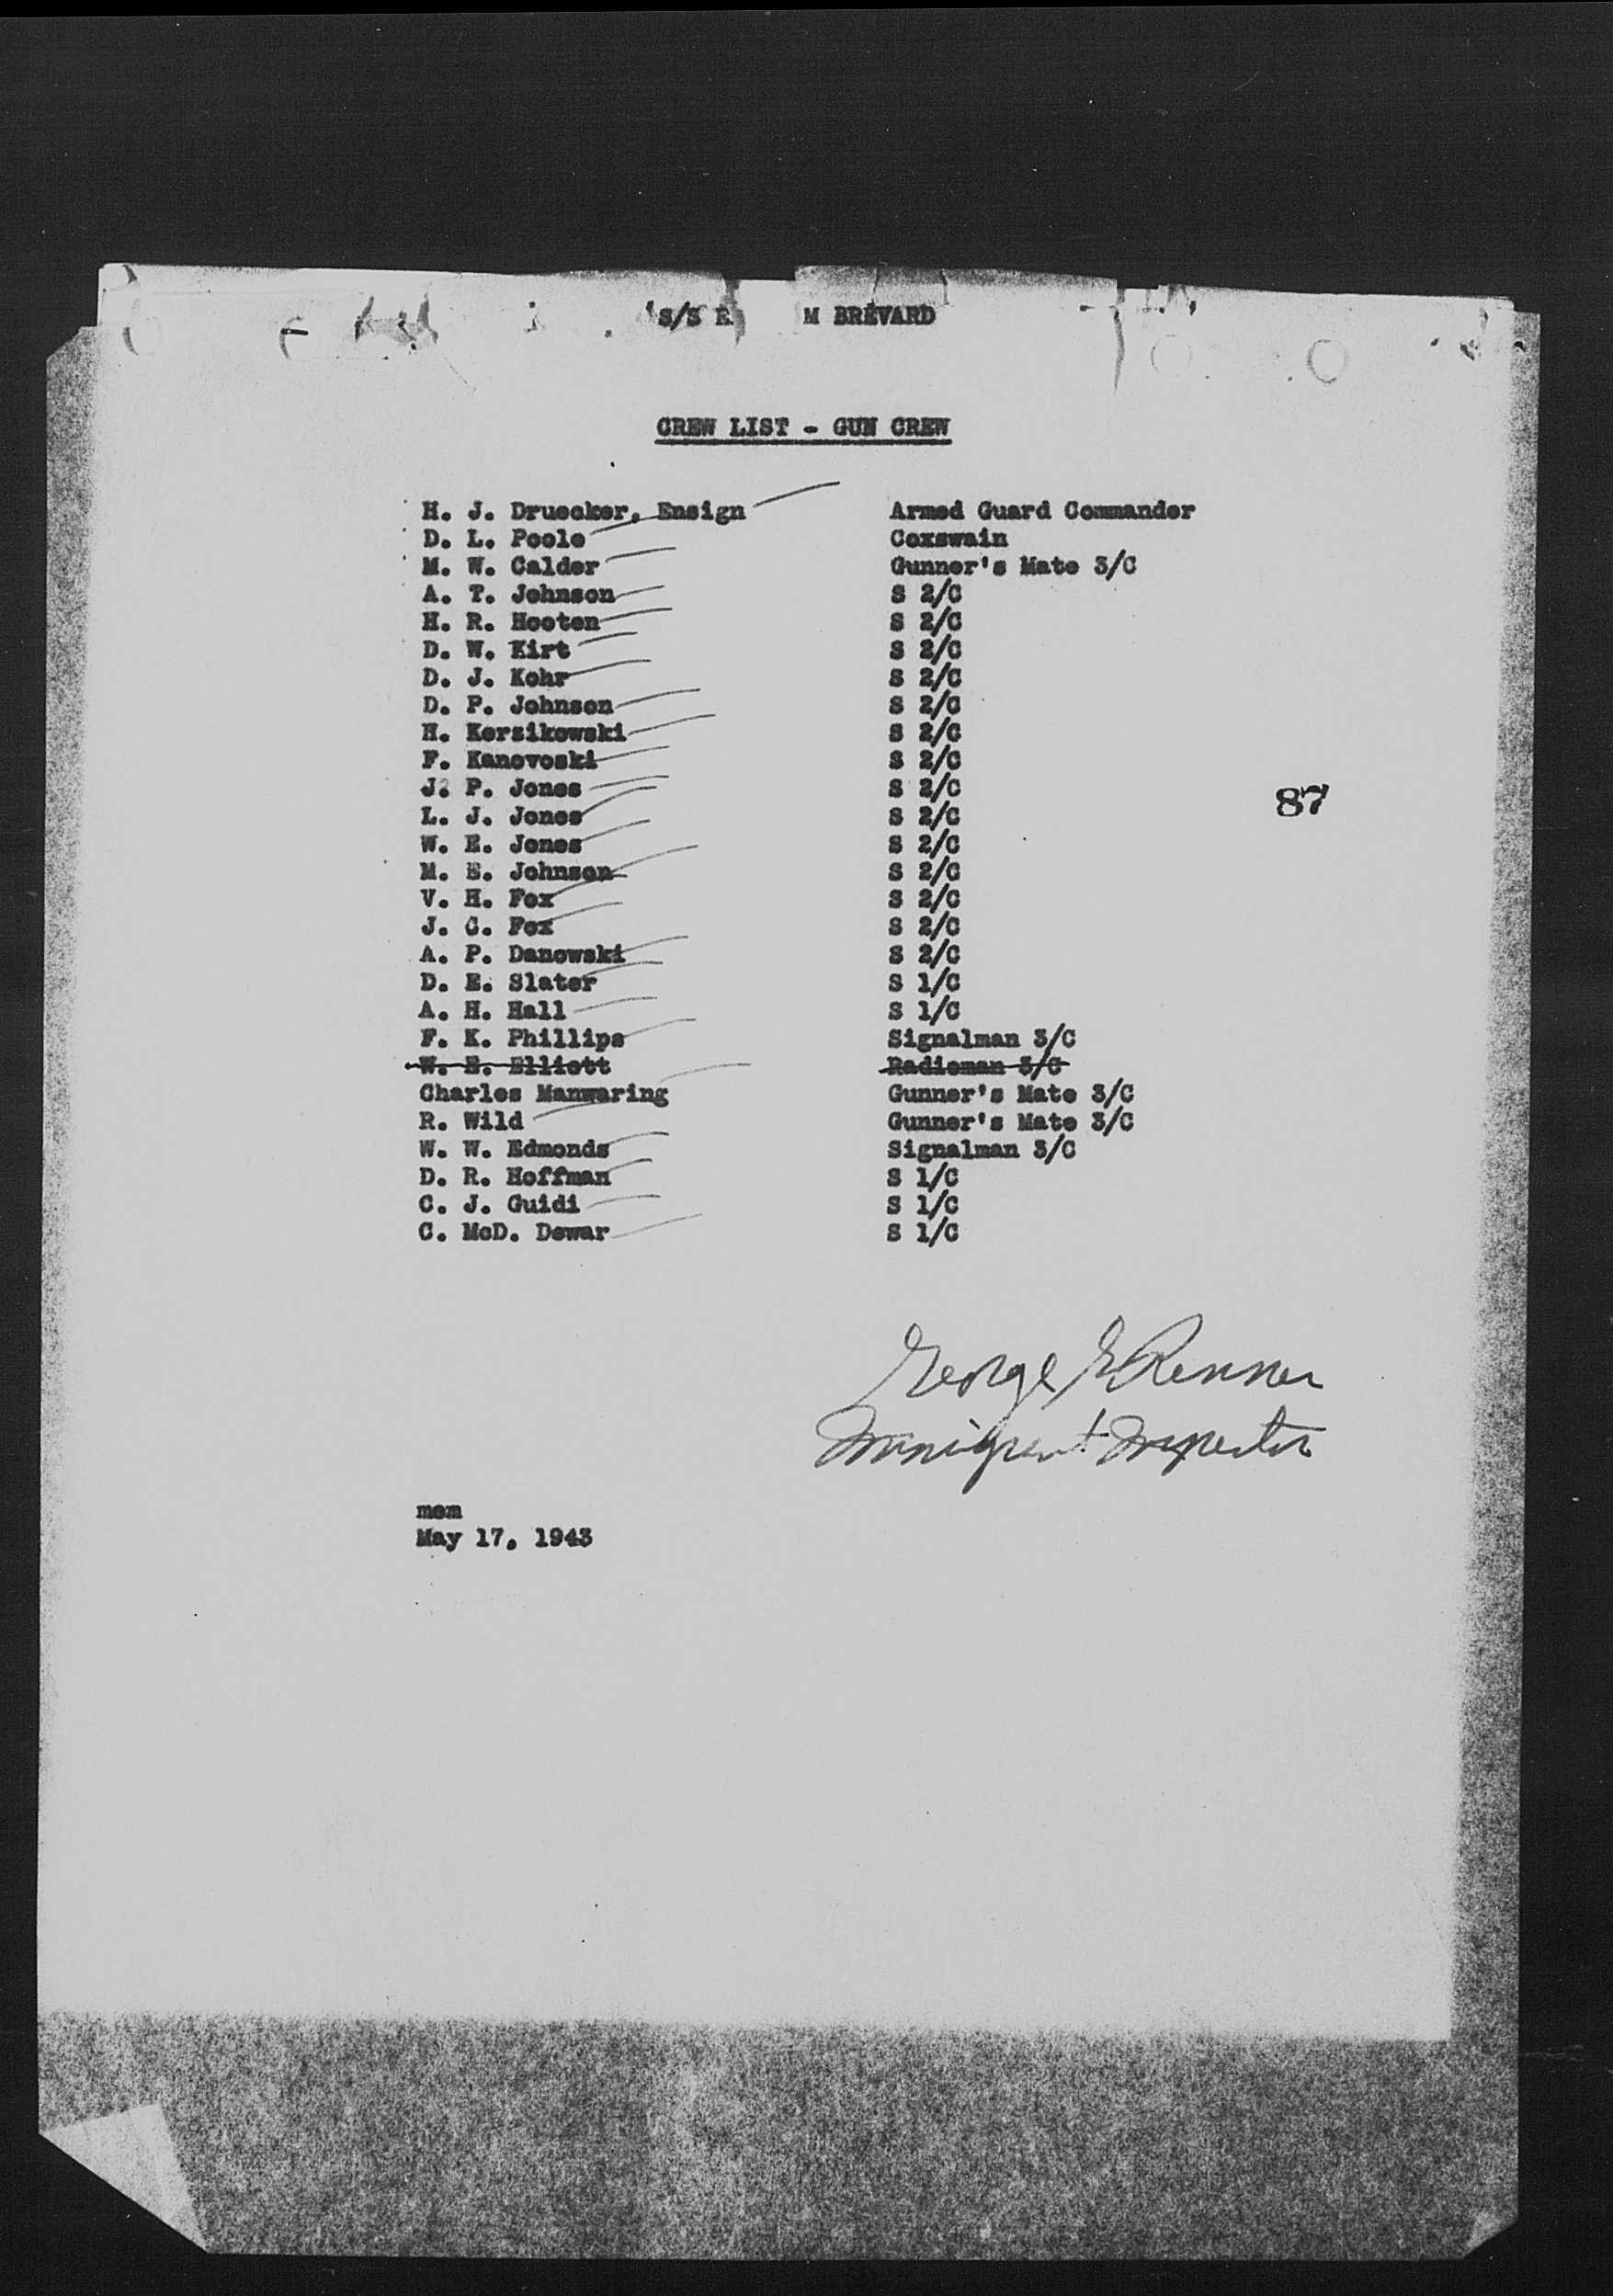 S/S E M BREVARD
CREW LIST - GUN CREW
H. J. Druecker, Ensign Armed Guard Commander
D. L. Poole Coxswain
M. W. Calder Gunner's Mate 3/C
A. T. Johnson S 2/C
H. R. Hooten S 2/C
D. W. Kirt S 2/C
D. J. Kohr S 2/C
D. P. Johnson S 2/C
H. Korzikowski S 2/C
F. Kanovoski S 2/C
J. P. Jones S 2/C
87
L. J. Jones S 2/C
W. E. Jones S 2/C
M. E. Johnson S 2/C
V. H. Fox S 2/C
J. C. Fox S 2/C
A. P. Danowski S 2/C
D. E. Slater S 1/C
A. H. Hall S 1/C
F. K. Phillips Signalman 3/C
W. E. Elliott Radioman 3/C
Charles Manwaring Gunner's Mate 3/C
R. Wild Gunner's Mate 3/C
W. W. Edmonds Signalman 3/C
D. R. Hoffman S 1/C
C. J. Guidi S 1/C
C. McD. Dewar S 1/C
George E Renner
Immigrant Inspector
mem
May 17, 1943